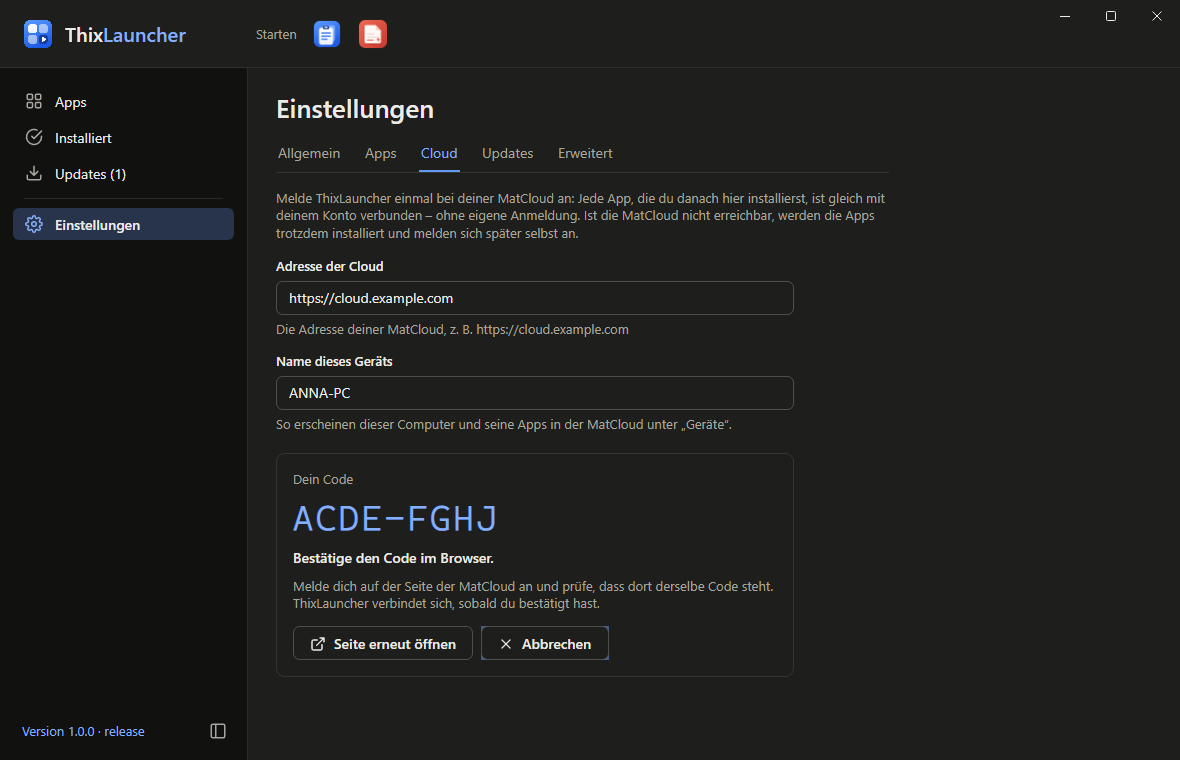 ThixLauncher
Starten
Apps
Installiert
Updates (1)
Einstellungen
Version 1.0.0 · release
Einstellungen
Allgemein Apps Cloud Updates Erweitert
Melde ThixLauncher einmal bei deiner MatCloud an: Jede App, die du danach hier installierst, ist gleich mit
deinem Konto verbunden – ohne eigene Anmeldung. Ist die MatCloud nicht erreichbar, werden die Apps
trotzdem installiert und melden sich später selbst an.
Adresse der Cloud
https://cloud.example.com
Die Adresse deiner MatCloud, z. B. https://cloud.example.com
Name dieses Geräts
ANNA-PC
So erscheinen dieser Computer und seine Apps in der MatCloud unter „Geräte“.
Dein Code
ACDE-FGHJ
Bestätige den Code im Browser.
Melde dich auf der Seite der MatCloud an und prüfe, dass dort derselbe Code steht.
ThixLauncher verbindet sich, sobald du bestätigt hast.
Seite erneut öffnen Abbrechen